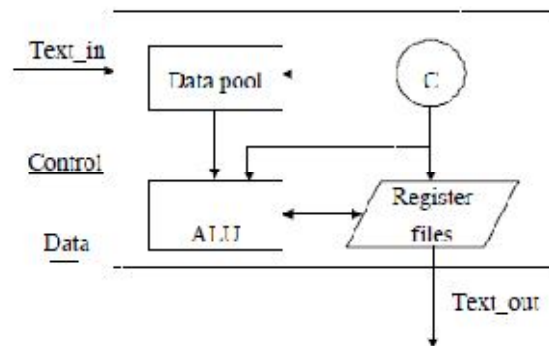 Text_in
Data pool
C
Control
Register
files
ALU
Data
Text_out